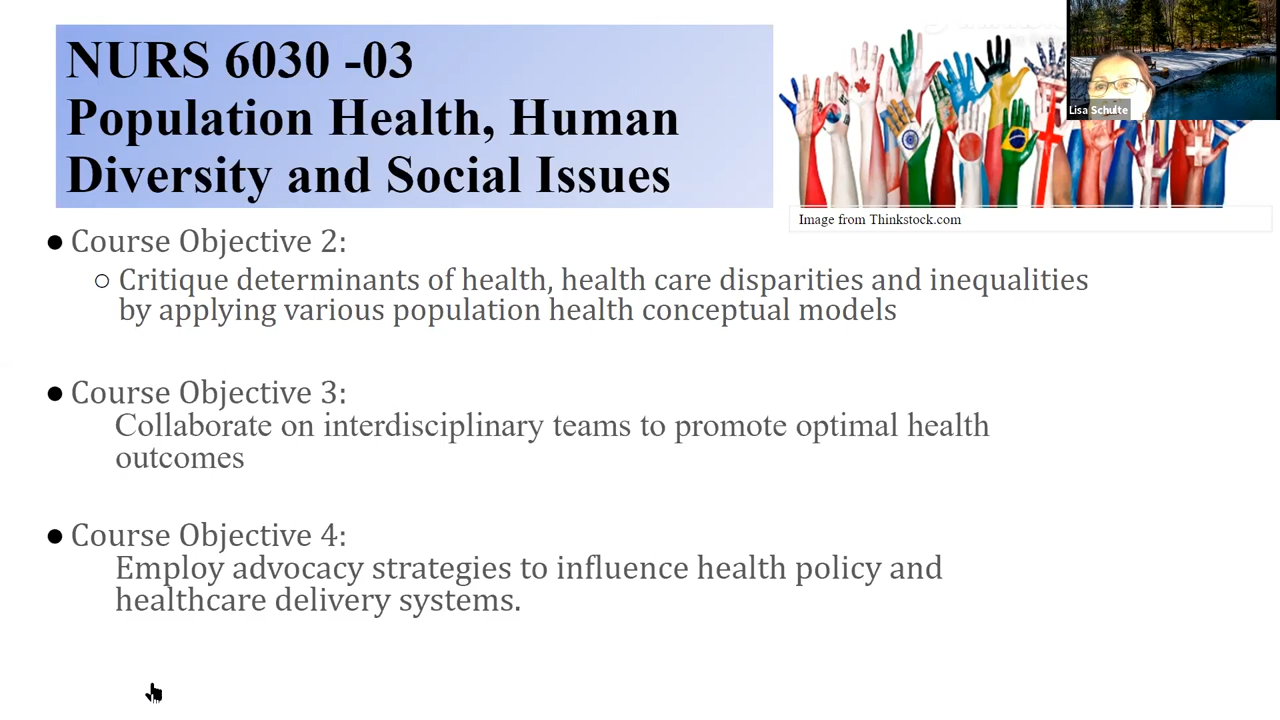 NURS 6030 -03
Population Health, Human
Diversity and Social Issues
Lisa Schulte
Image from Thinkstock.com
● Course Objective 2:
○ Critique determinants of health, health care disparities and inequalities
by applying various population health conceptual models
● Course Objective 3:
Collaborate on interdisciplinary teams to promote optimal health
outcomes
● Course Objective 4:
Employ advocacy strategies to influence health policy and
healthcare delivery systems.